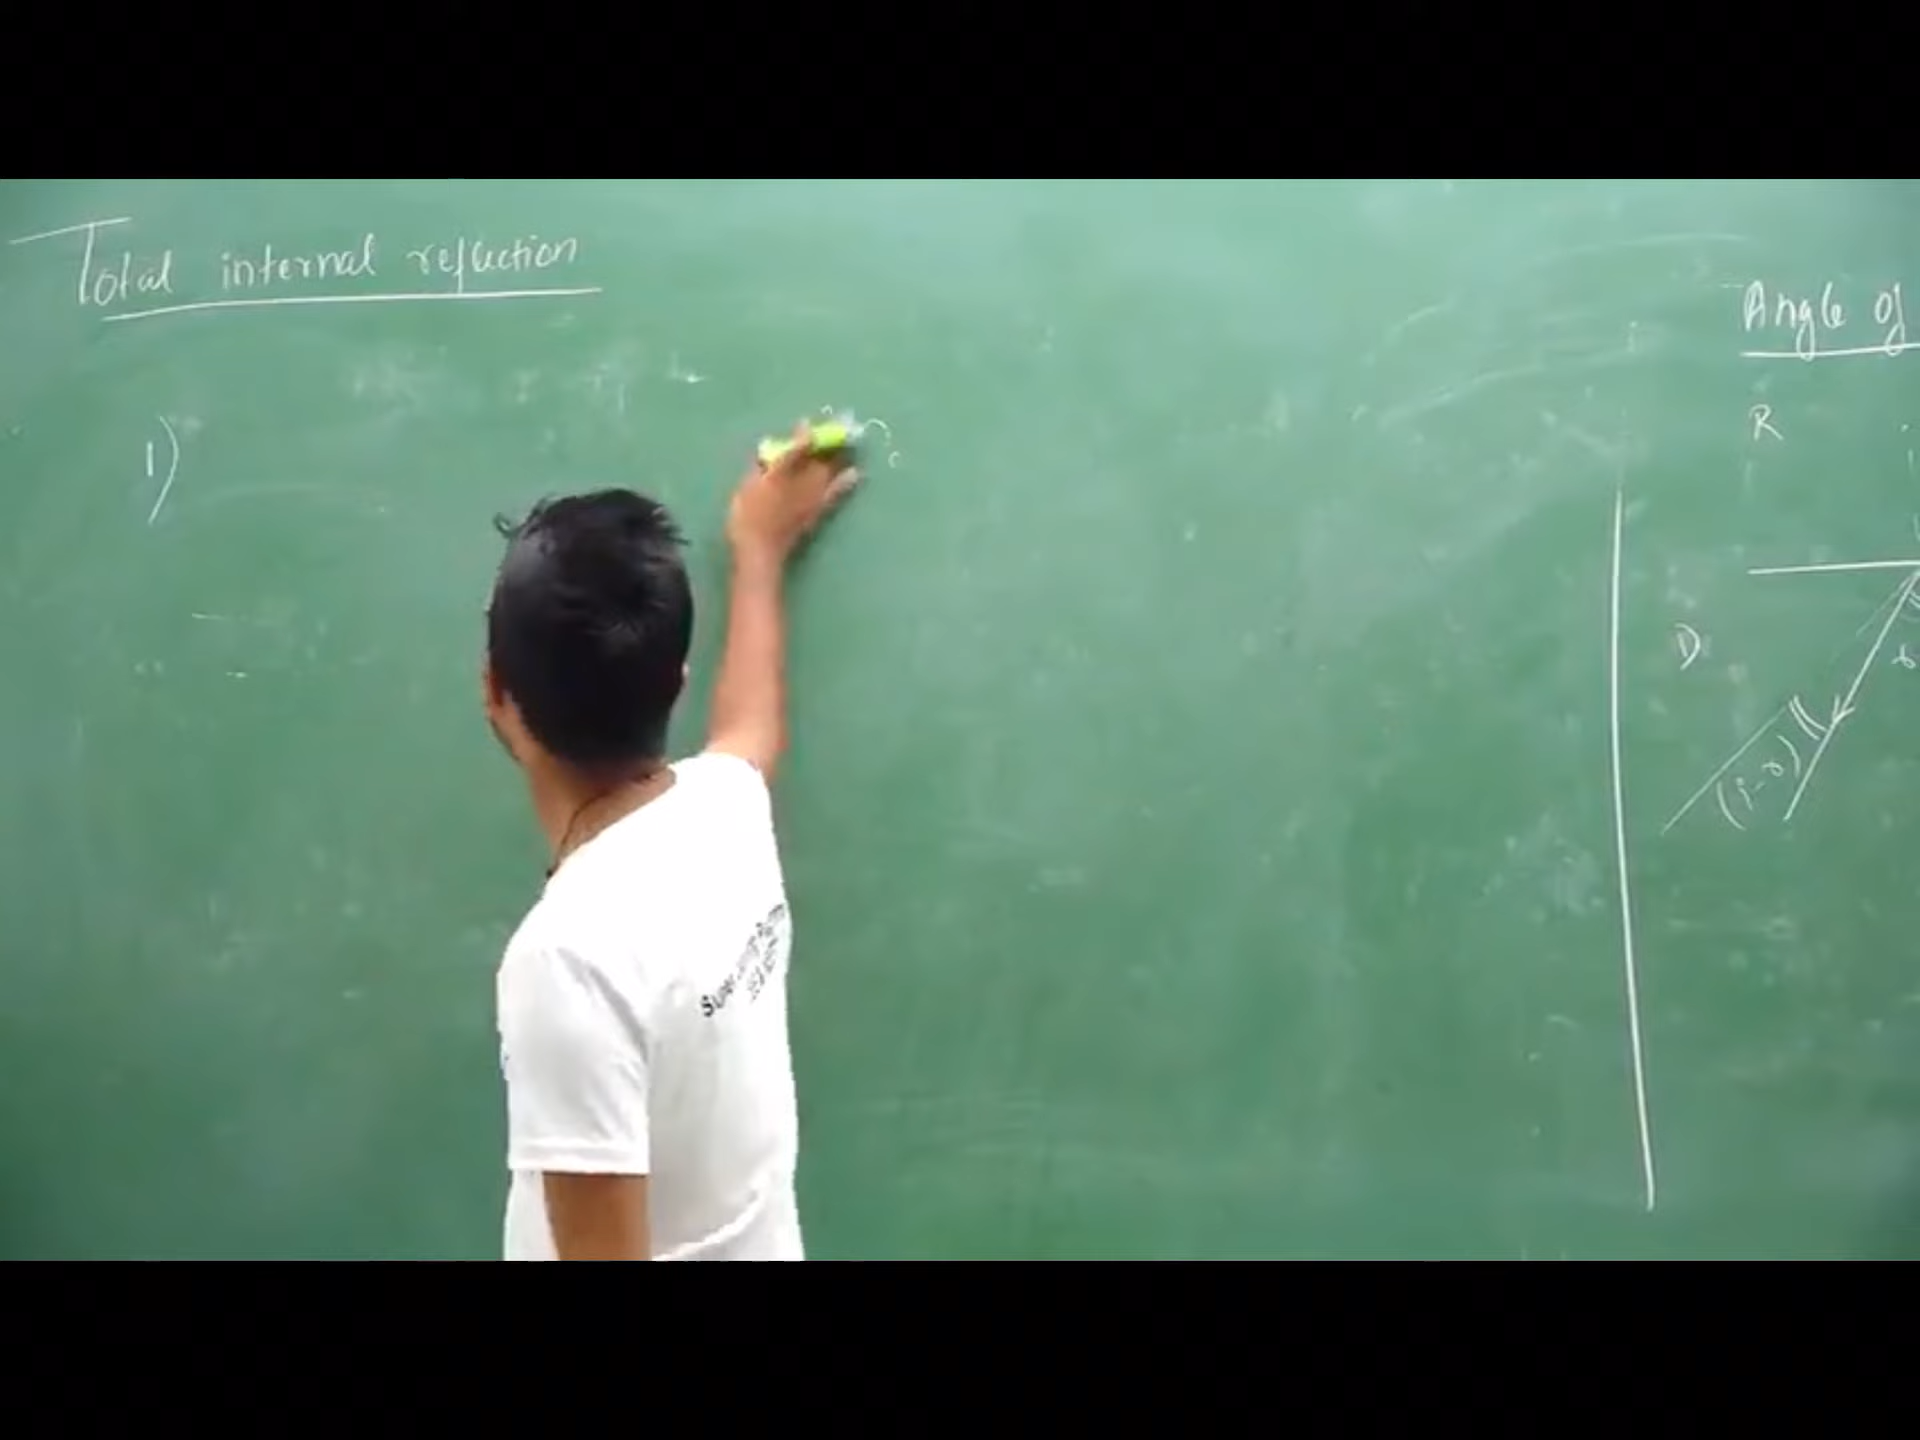 Total internal reflection
1)
Angle of
R
i
D
r
(i-r)